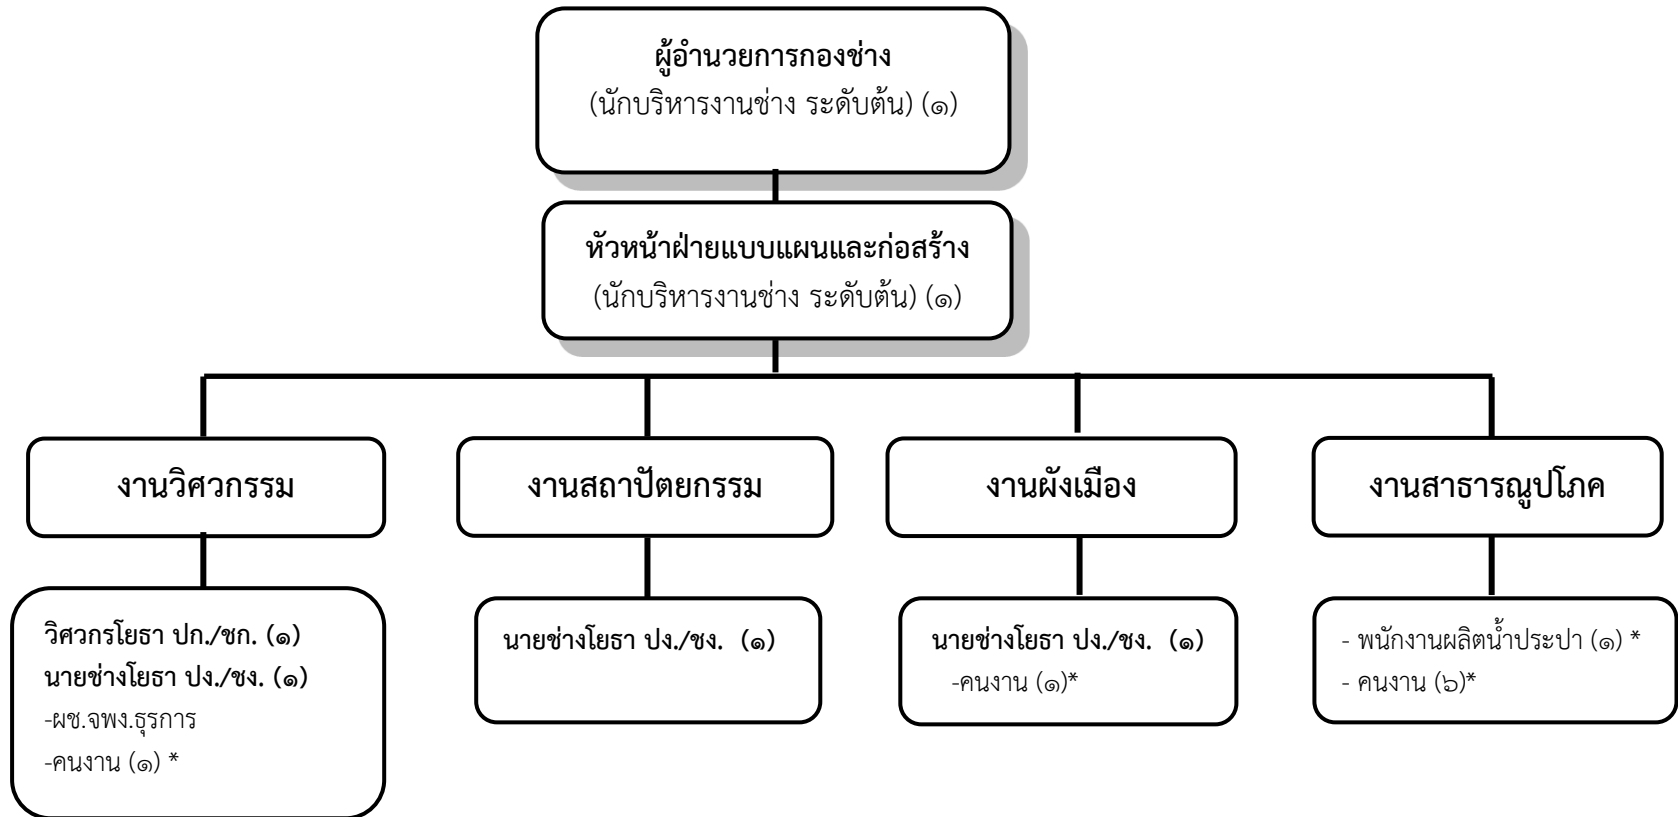 ผู้อำนวยการกองช่าง
(นักบริหารงานช่าง ระดับต้น) (๑)
หัวหน้าฝ่ายแบบแผนและก่อสร้าง
(นักบริหารงานช่าง ระดับต้น) (๑)
งานวิศวกรรม
งานสถาปัตยกรรม
งานผังเมือง
งานสาธารณูปโภค
วิศวกรโยธา ปก./ชก. (๑)
นายช่างโยธา ปง./ชง. (๑)
-ผช.จพง.ธุรการ
-คนงาน (๑) *
นายช่างโยธา ปง./ชง. (๑)
นายช่างโยธา ปง./ชง. (๑)
-คนงาน (๑)*
- พนักงานผลิตน้ำประปา (๑) *
- คนงาน (๖)*